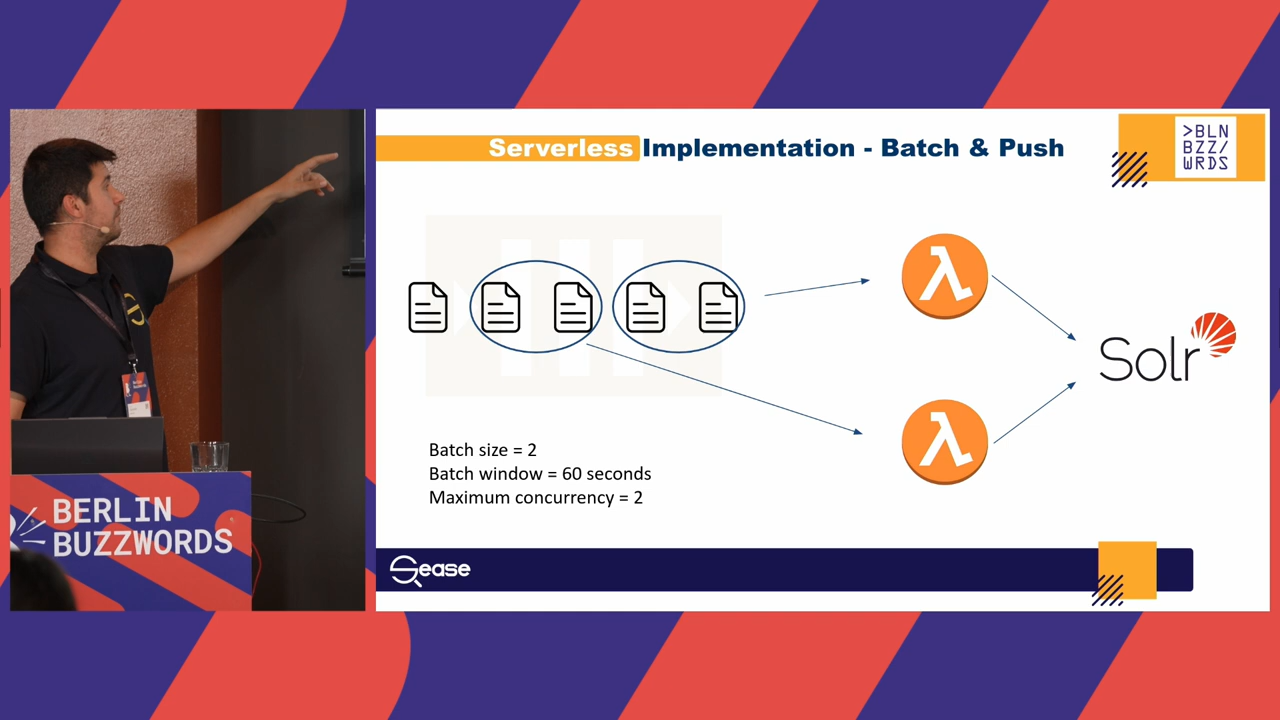 Serverless Implementation - Batch & Push
>BLN
BZZ/
WRDS
λ
Solr
λ
Batch size = 2
Batch window = 60 seconds
Maximum concurrency = 2
Sease
BERLIN
BUZZWORDS